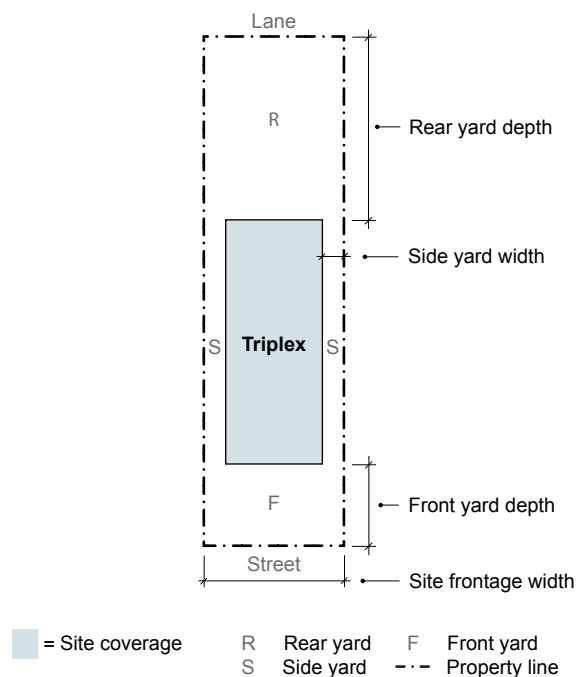 Lane
R
Rear yard depth
Side yard width
S
Triplex
S
F
Front yard depth
Street
Site frontage width
= Site coverage
R Rear yard
F Front yard
S Side yard
Property line